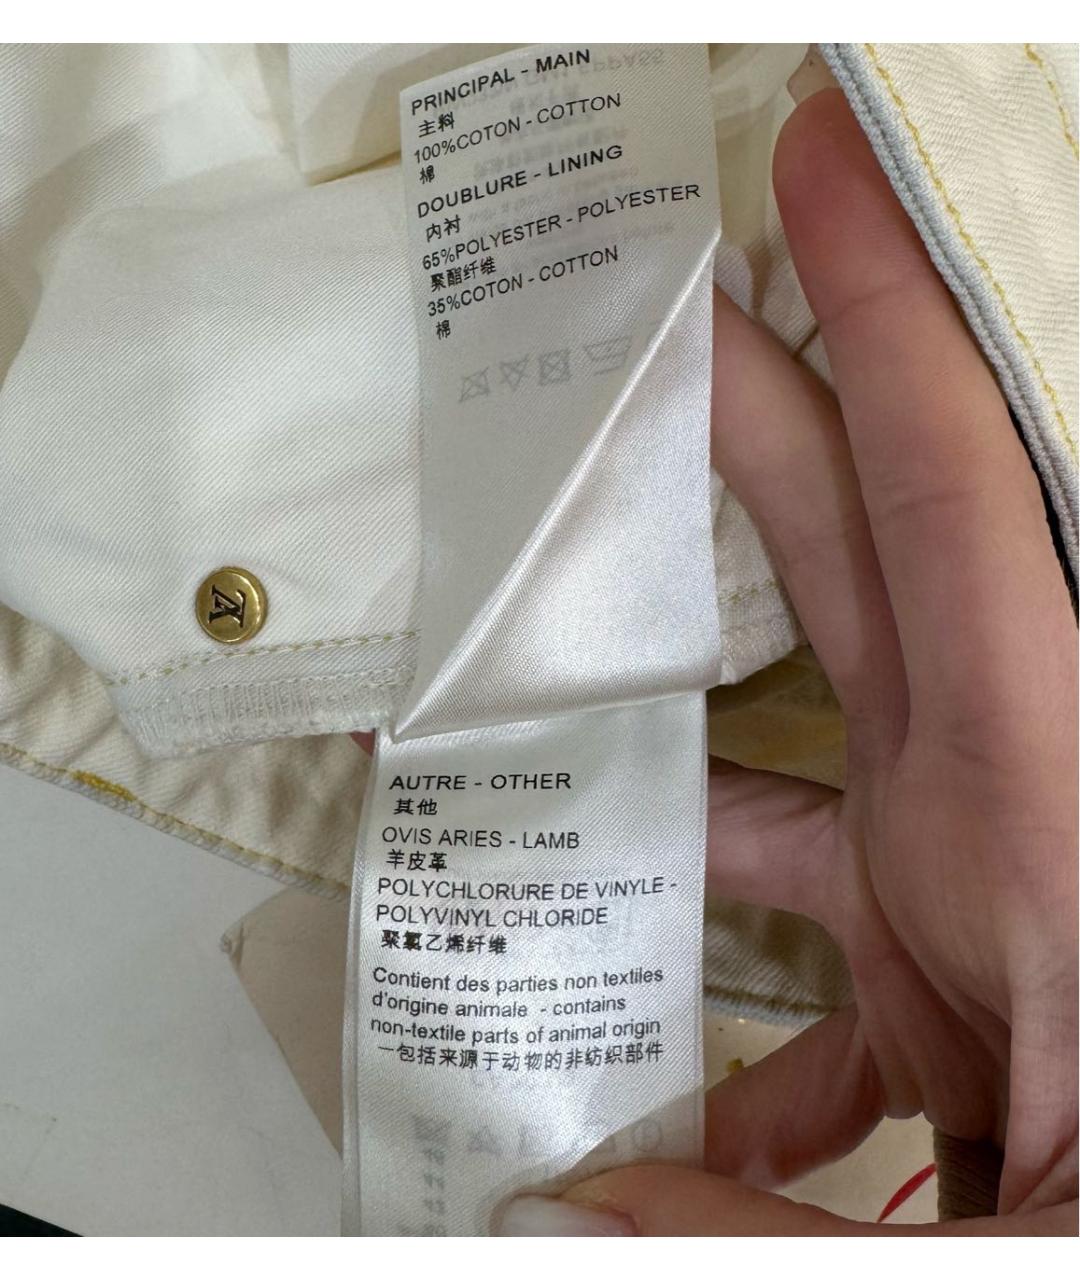 PRINCIPAL - MAIN
主料
100%COTON - COTTON
棉
DOUBLURE - LINING
内衬
65%POLYESTER - POLYESTER
聚酯纤维
35%COTON - COTTON
棉
LV
AUTRE - OTHER
其他
OVIS ARIES - LAMB
羊皮革
POLYCHLORURE DE VINYLE -
POLYVINYL CHLORIDE
聚氯乙烯纤维
Contient des parties non textiles
d'origine animale - contains
non-textile parts of animal origin
一包括来源于动物的非纺织部件